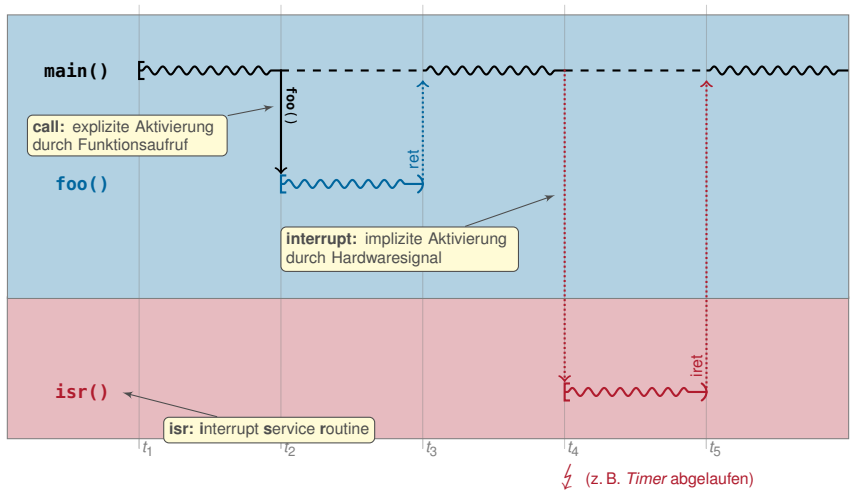 main()
foo()
call: explizite Aktivierung
durch Funktionsaufruf
ret
foo()
interrupt: implizite Aktivierung
durch Hardwaresignal
iret
isr()
isr: interrupt service routine
t1 t2 t3 t4 t5
(z. B. Timer abgelaufen)